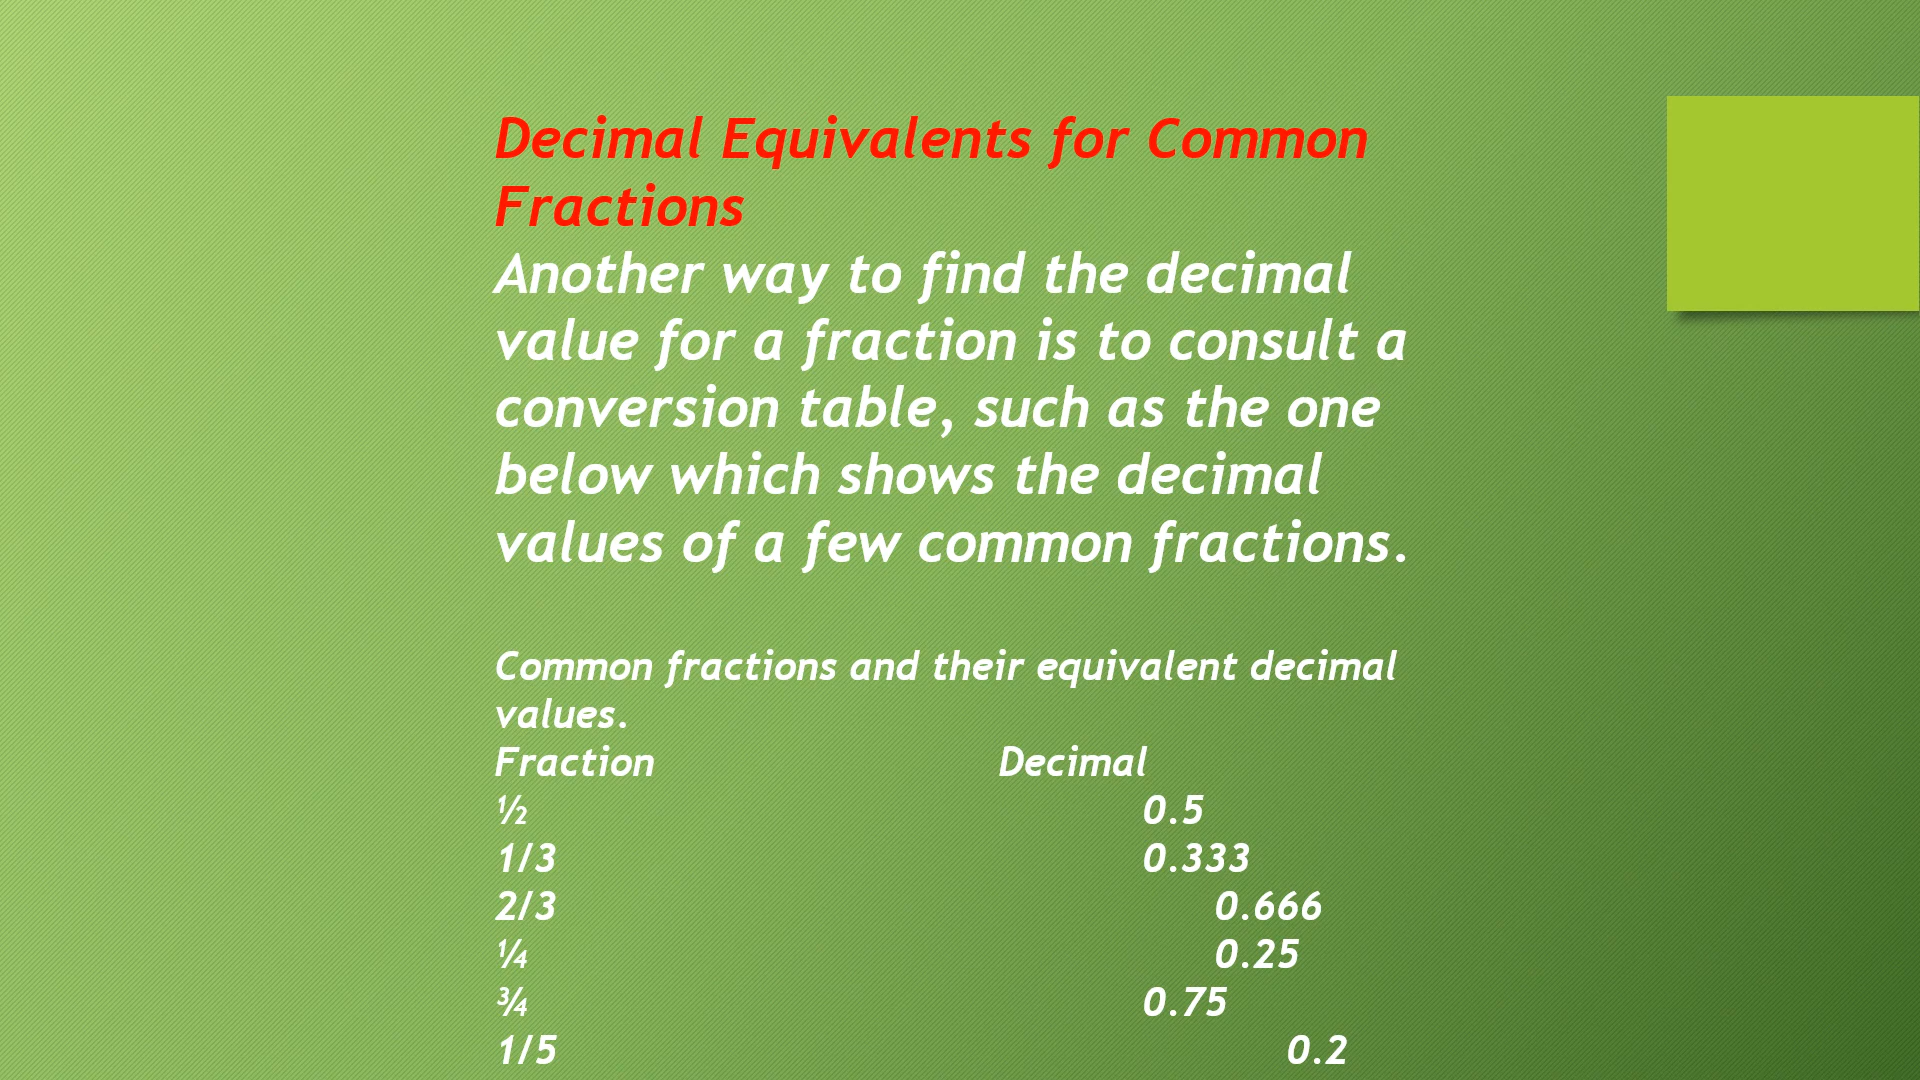 Decimal Equivalents for Common
Fractions
Another way to find the decimal
value for a fraction is to consult a
conversion table, such as the one
below which shows the decimal
values of a few common fractions.
Common fractions and their equivalent decimal
values.
Fraction Decimal
½ 0.5
1/3 0.333
2/3 0.666
¼ 0.25
¾ 0.75
1/5 0.2